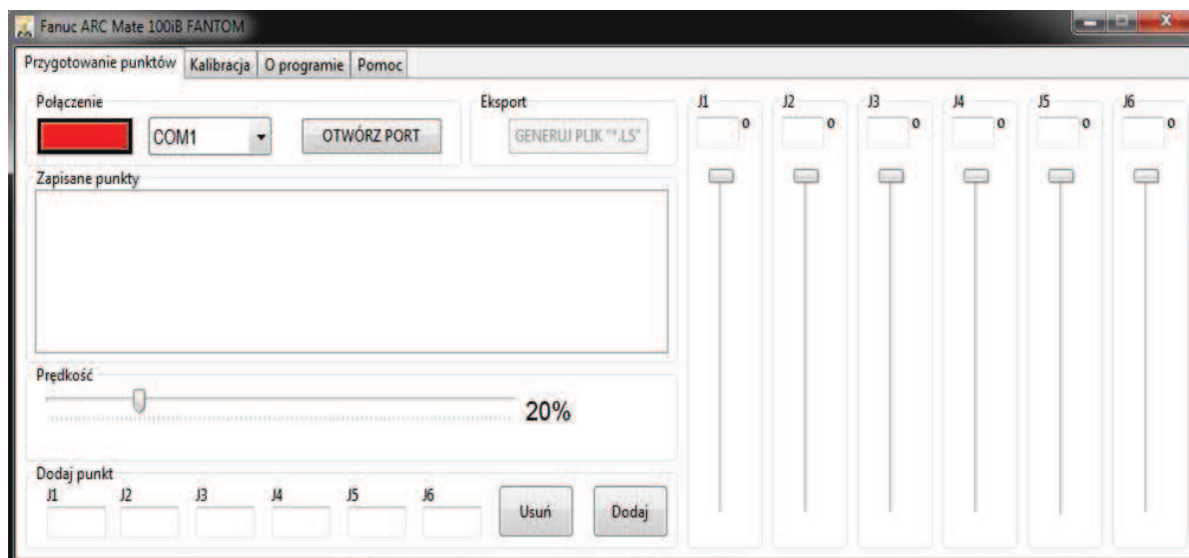 Fanuc ARC Mate 100iB FANTOM
Przygotowanie punktów Kalibracja O programie Pomoc
Połączenie
COM1
OTWÓRZ PORT
Eksport
GENERUJ PLIK "*.LS"
J1 J2 J3 J4 J5 J6
o o o o o o
Zapisane punkty
Prędkość
20%
Dodaj punkt
J1 J2 J3 J4 J5 J6
Usuń Dodaj